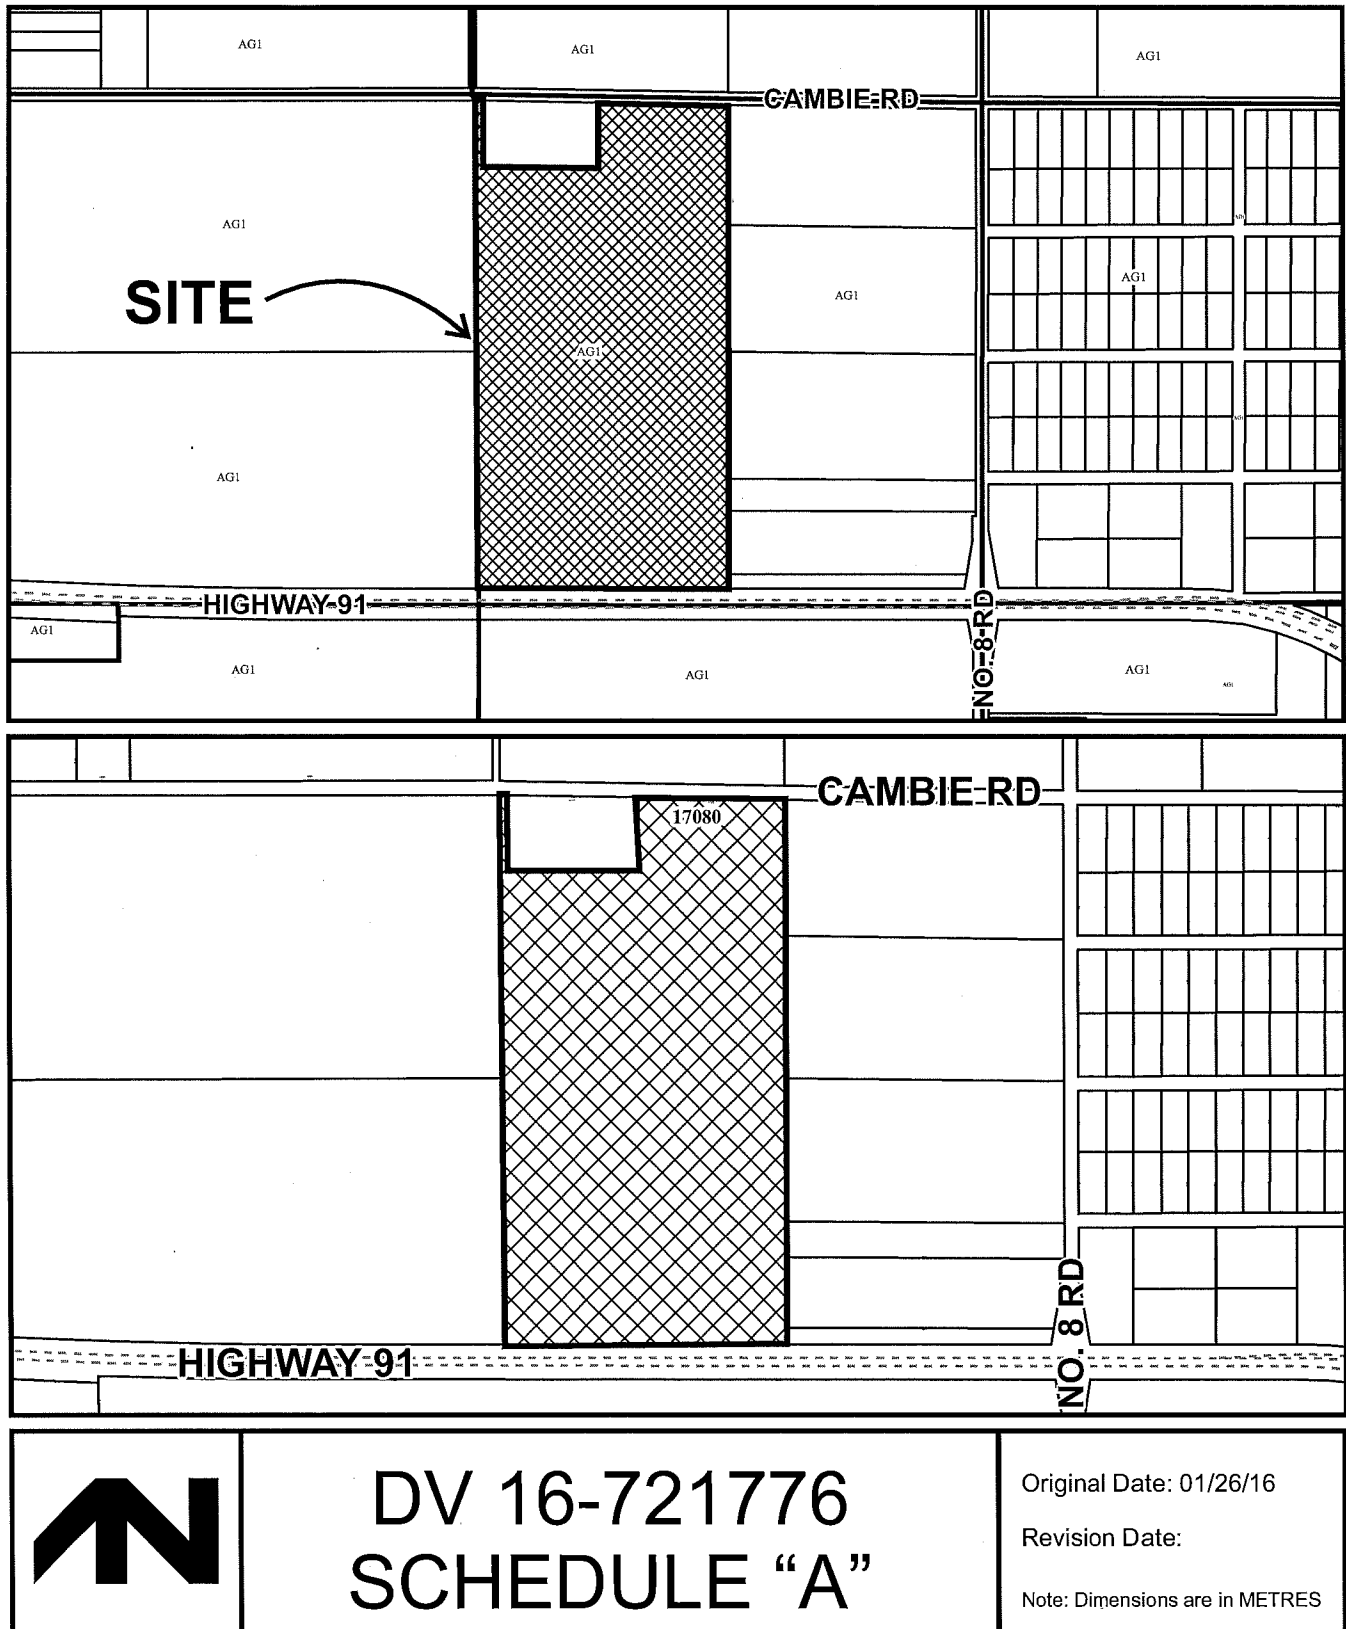 AG1
AG1
AG1
CAMBIE RD
AG1
AG1
SITE
AG1
AG1
AG1
HIGHWAY 91
NO. 8 RD
AG1
AG1
AG1
AG1
AG1
CAMBIE RD
17080
NO. 8 RD
HIGHWAY 91
DV 16-721776
SCHEDULE “A”
Original Date: 01/26/16
Revision Date:
Note: Dimensions are in METRES